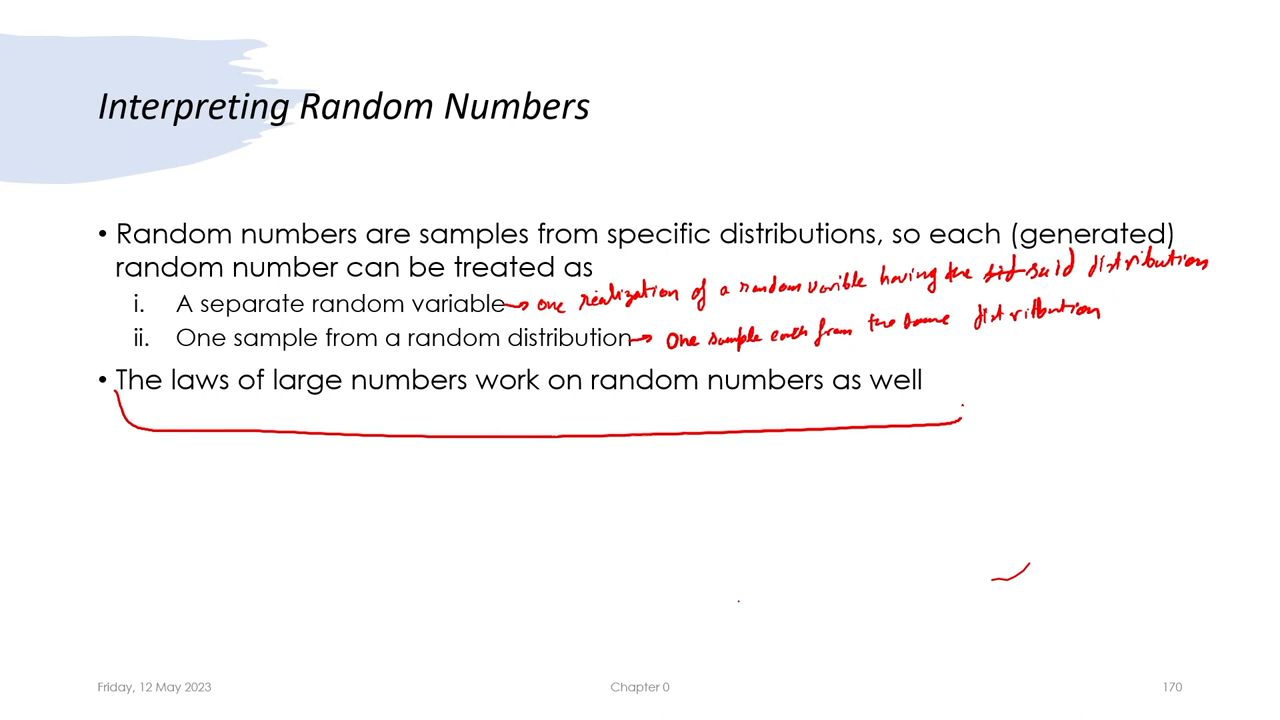 Interpreting Random Numbers
• Random numbers are samples from specific distributions, so each (generated)
random number can be treated as
i. A separate random variable → one realization of a random varible having the said distribution
ii. One sample from a random distribution → One sample each from the same distribution
• The laws of large numbers work on random numbers as well
Friday, 12 May 2023 Chapter 0 170